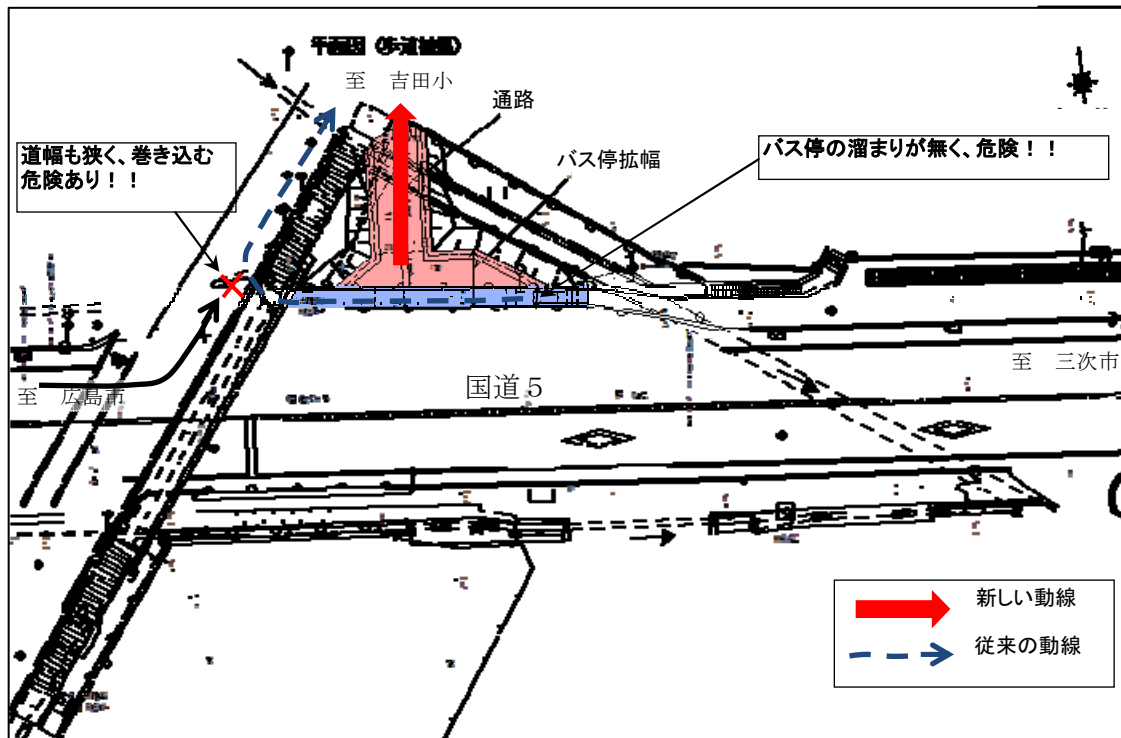 至 吉田小
通路
道幅も狭く、巻き込む
危険あり！！
バス停の溜まりが無く、危険！！
バス停拡幅
至 広島市
国道５
至 三次市
新しい動線
従来の動線